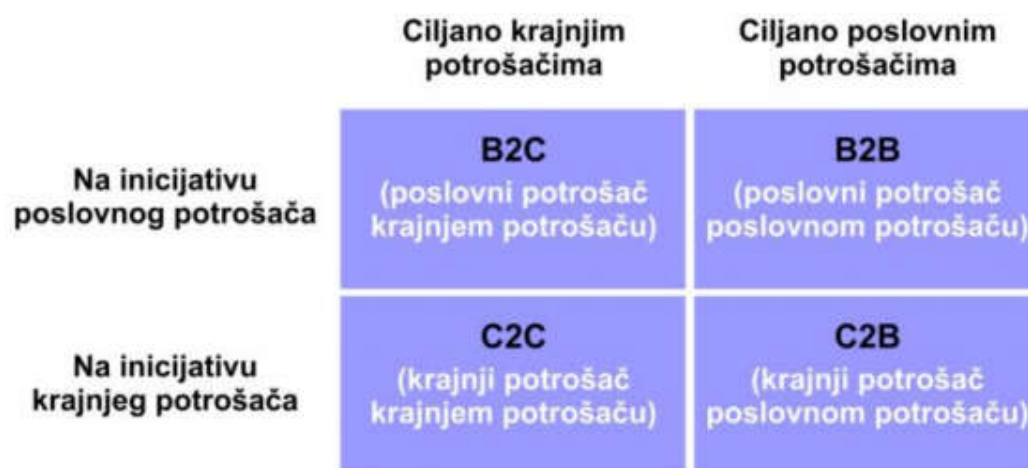 Ciljano krajnjim
potrošačima
Ciljano poslovnim
potrošačima
Na inicijativu
poslovnog potrošača
B2C
(poslovni potrošač
krajnjem potrošaču)
B2B
(poslovni potrošač
poslovnom potrošaču)
Na inicijativu
krajnjeg potrošača
C2C
(krajnji potrošač
krajnjem potrošaču)
C2B
(krajnji potrošač
poslovnom potrošaču)